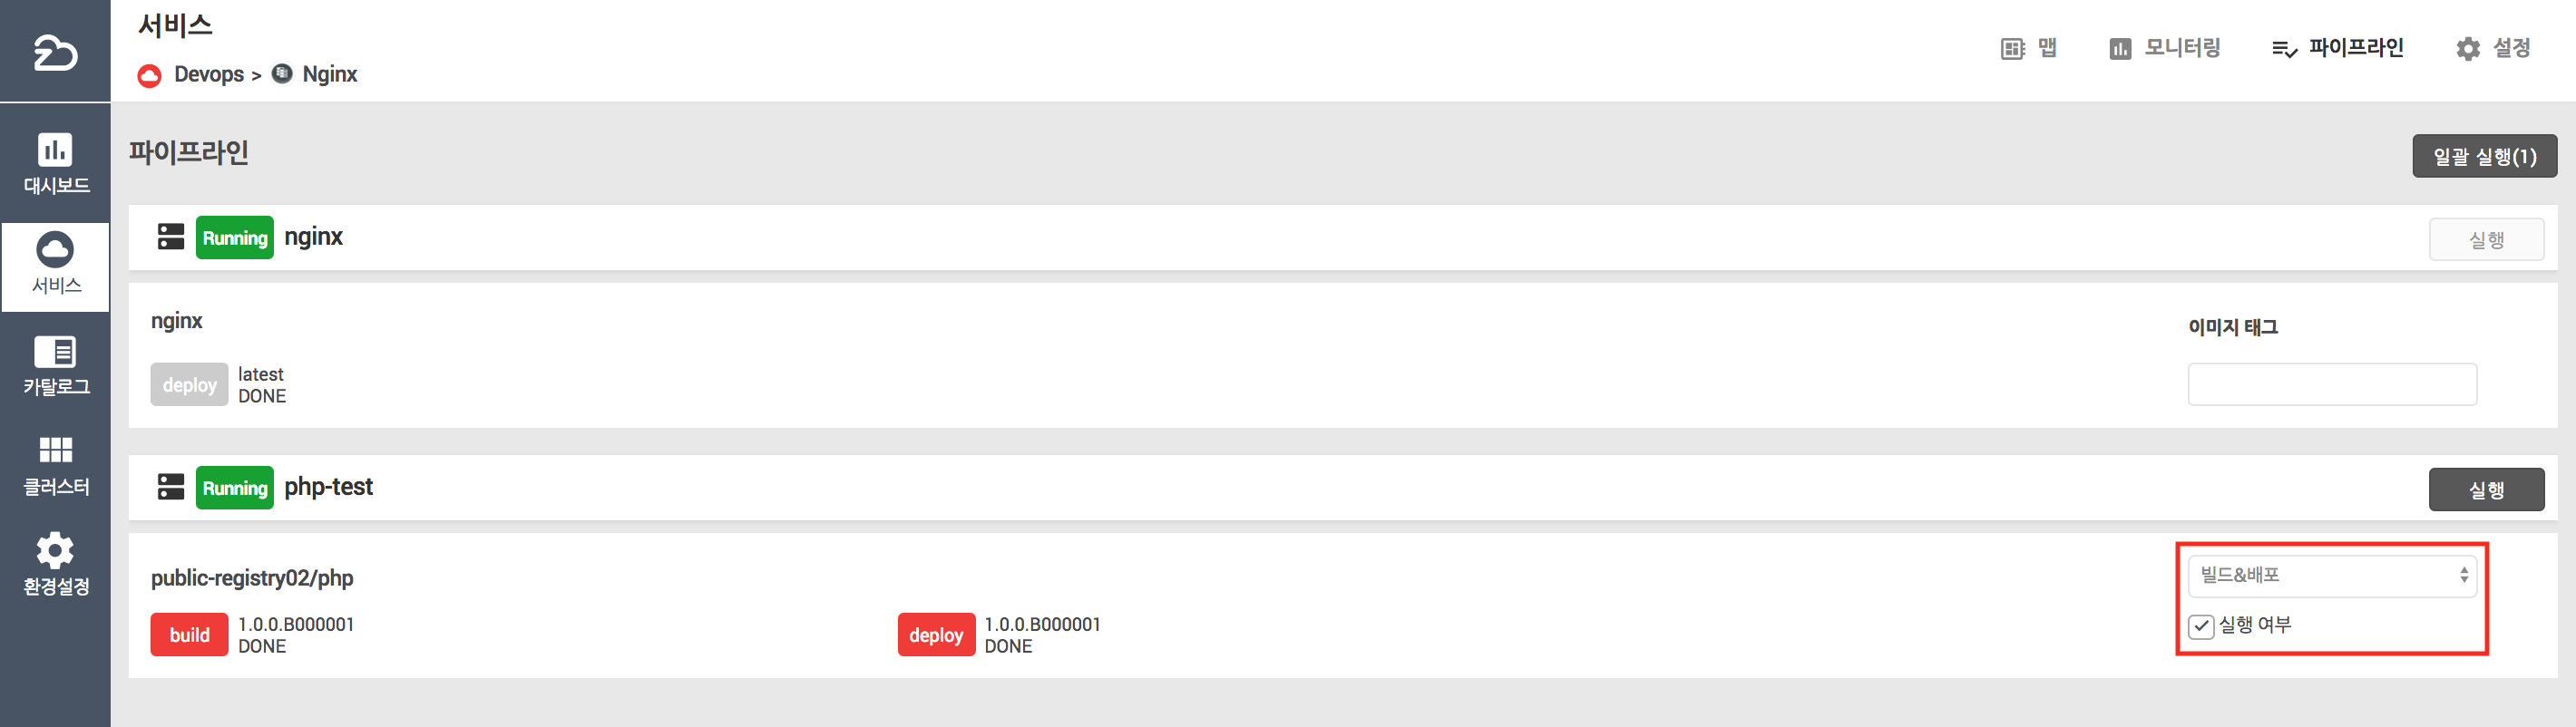 서비스
Devops > Nginx
맵
모니터링
파이프라인
설정
대시보드
서비스
카탈로그
클러스터
환경설정
파이프라인
일괄 실행(1)
Running nginx
실행
nginx
이미지 태그
deploy
latest
DONE
Running php-test
실행
public-registry02/php
빌드&배포
build
1.0.0.B000001
DONE
deploy
1.0.0.B000001
DONE
실행 여부